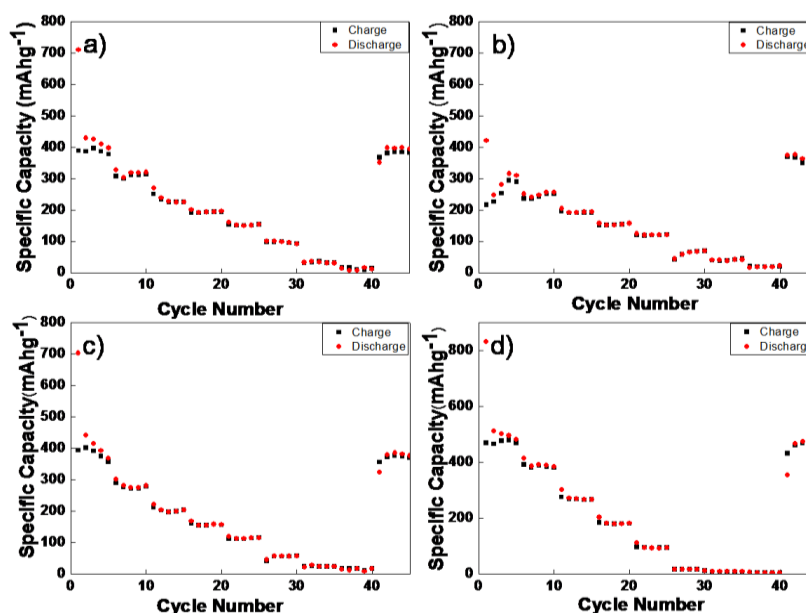 a)
Charge
Discharge
Specific Capacity (mAhg-1)
800
700
600
500
400
300
200
100
0
0 10 20 30 40
Cycle Number
b)
Charge
Discharge
Specific Capacity (mAhg-1)
800
700
600
500
400
300
200
100
0
0 10 20 30 40
Cycle Number
c)
Charge
Discharge
Specific Capacity(mAhg-1)
800
700
600
500
400
300
200
100
0
0 10 20 30 40
Cycle Number
d)
Charge
Discharge
Specific Capacity(mAhg-1)
800
600
400
200
0
0 10 20 30 40
Cycle Number